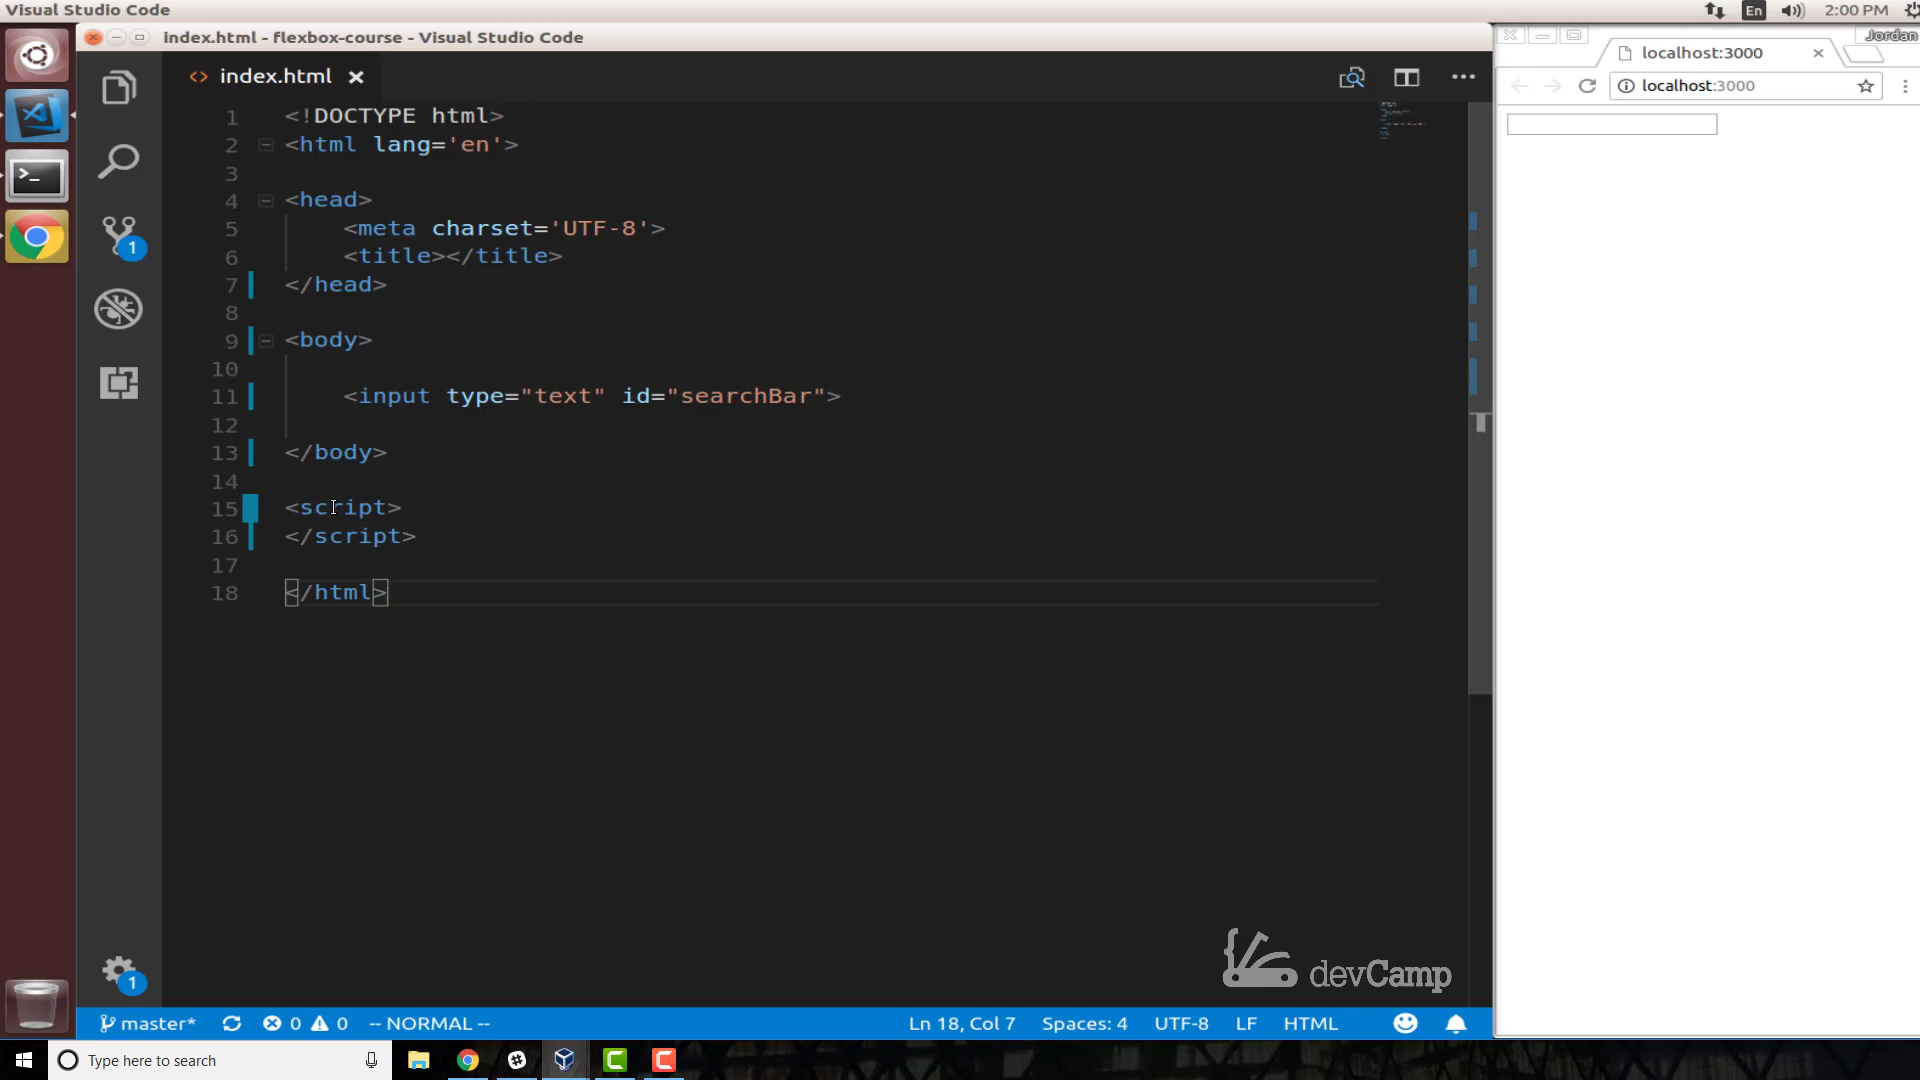 Visual Studio Code
En
2:00 PM
index.html - flexbox-course - Visual Studio Code
Jordan
localhost:3000
index.html
localhost:3000
1 <!DOCTYPE html>
2 <html lang='en'>
3
4 <head>
5 <meta charset='UTF-8'>
6 <title></title>
7 </head>
8
9 <body>
10
11 <input type="text" id="searchBar">
12
13 </body>
14
15 <script>
16 </script>
17
18 </html>
1
1
devCamp
master* 0 0 -- NORMAL -- Ln 18, Col 7 Spaces: 4 UTF-8 LF HTML
Type here to search